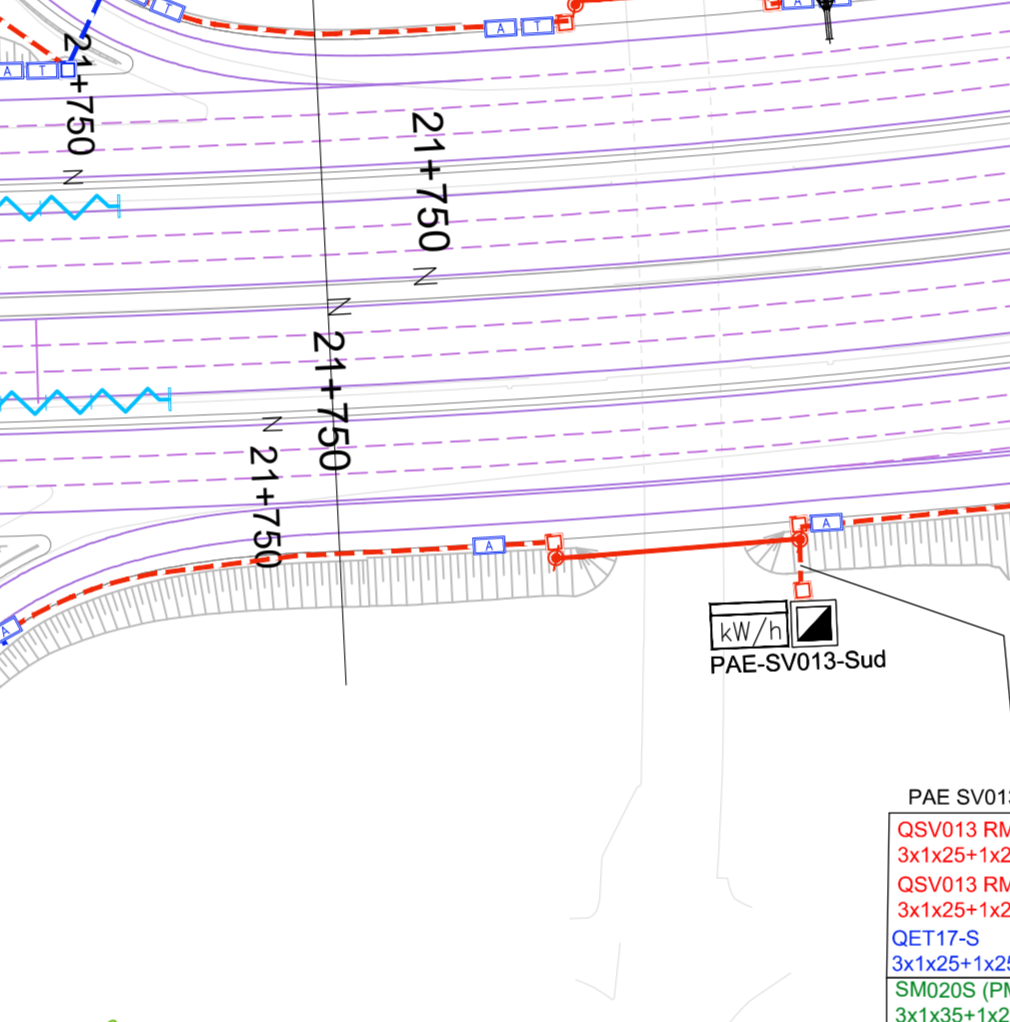 T
A T
A
A T
21+750 N
21+750 N
N 21+750
N 21+750
A
A
A
kW/h
PAE-SV013-Sud
PAE SV013
QSV013 RM
3x1x25+1x2
QSV013 RM
3x1x25+1x2
QET17-S
3x1x25+1x25
SM020S (PM
3x1x35+1x2